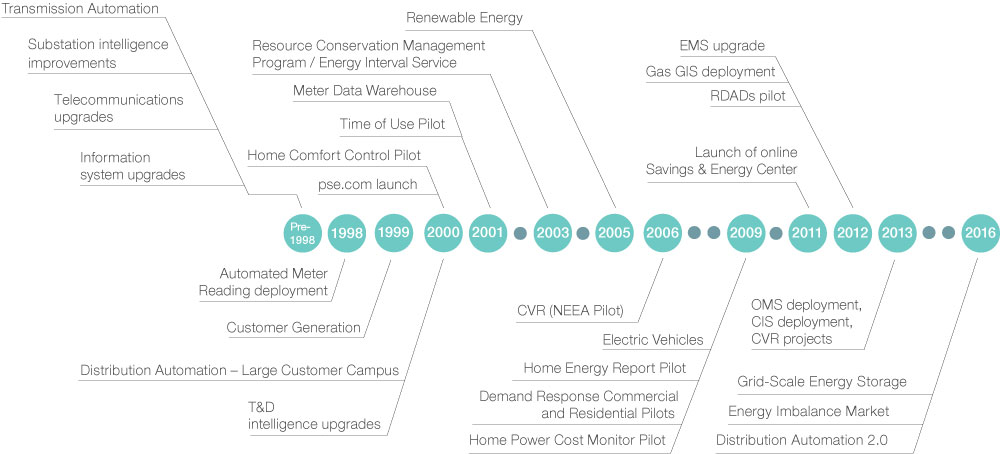 Transmission Automation
Substation intelligence
improvements
Telecommunications
upgrades
Information
system upgrades
Renewable Energy
Resource Conservation Management
Program / Energy Interval Service
Meter Data Warehouse
Time of Use Pilot
Home Comfort Control Pilot
pse.com launch
EMS upgrade
Gas GIS deployment
RDADs pilot
Launch of online
Savings & Energy Center
Pre-
1998
1998
1999
2000
2001
2003
2005
2006
2009
2011
2012
2013
2016
Automated Meter
Reading deployment
Customer Generation
Distribution Automation – Large Customer Campus
T&D
intelligence upgrades
CVR (NEEA Pilot)
Electric Vehicles
Home Energy Report Pilot
Demand Response Commercial
and Residential Pilots
Home Power Cost Monitor Pilot
OMS deployment,
CIS deployment,
CVR projects
Grid-Scale Energy Storage
Energy Imbalance Market
Distribution Automation 2.0